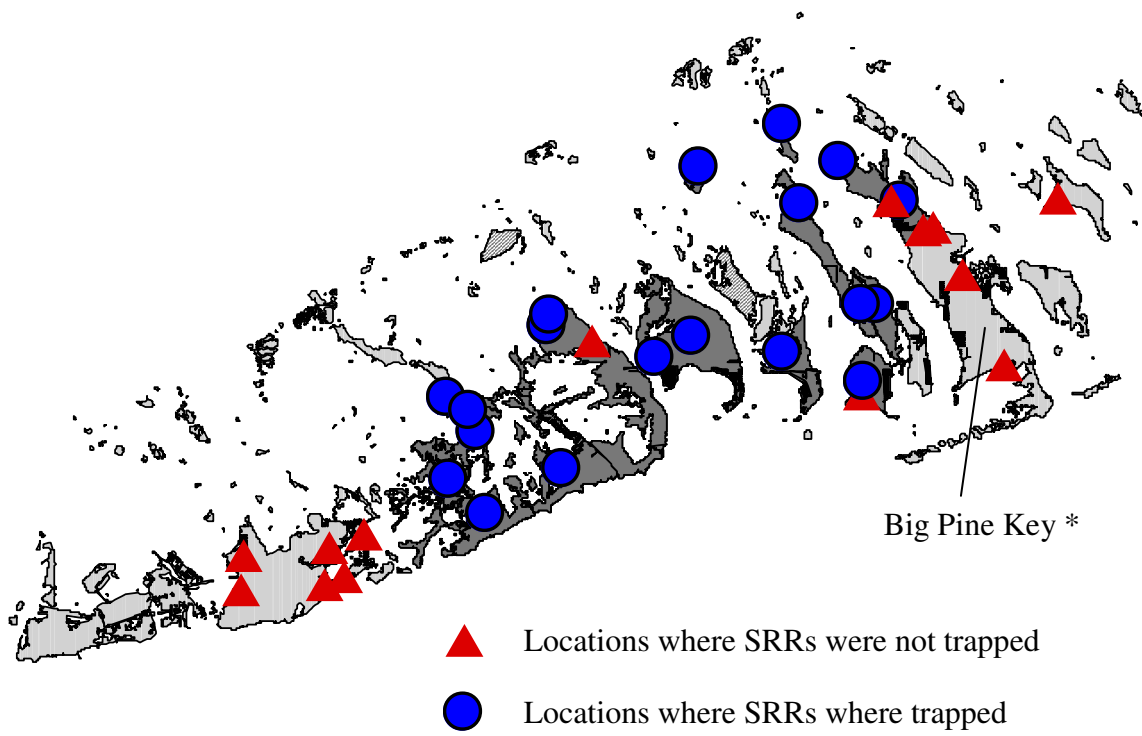 Big Pine Key *
Locations where SRRs were not trapped
Locations where SRRs where trapped